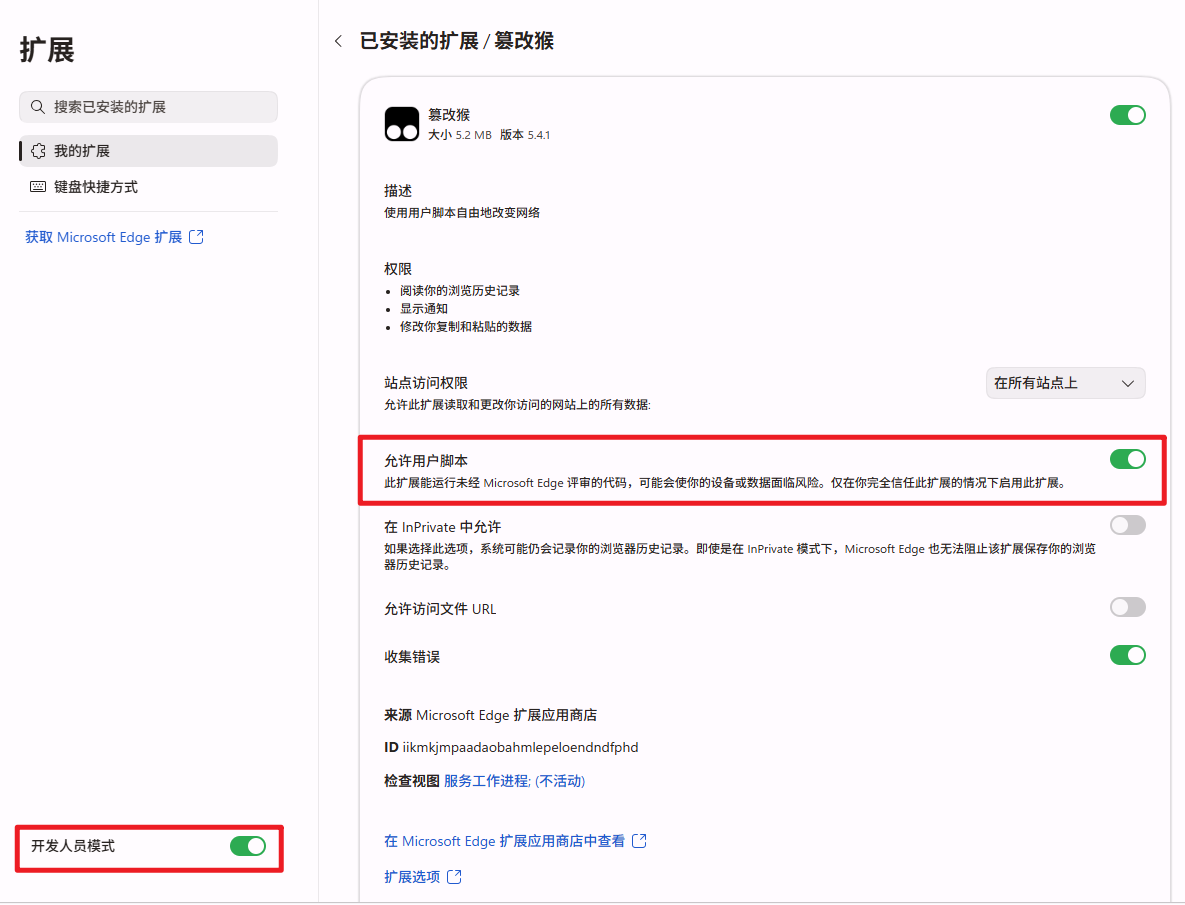 扩展
搜索已安装的扩展
我的扩展
键盘快捷方式
获取 Microsoft Edge 扩展
开发人员模式
已安装的扩展 / 篡改猴
篡改猴
大小 5.2 MB 版本 5.4.1
描述
使用用户脚本自由地改变网络
权限
阅读你的浏览历史记录
显示通知
修改你复制和粘贴的数据
站点访问权限
在所有站点上
允许此扩展读取和更改你访问的网站上的所有数据:
允许用户脚本
此扩展能运行未经 Microsoft Edge 评审的代码，可能会使你的设备或数据面临风险。仅在你完全信任此扩展的情况下启用此扩展。
在 InPrivate 中允许
如果选择此选项，系统可能仍会记录你的浏览器历史记录。即使是在 InPrivate 模式下，Microsoft Edge 也无法阻止该扩展保存你的浏览
器历史记录。
允许访问文件 URL
收集错误
来源 Microsoft Edge 扩展应用商店
ID iikmkjmpaadaobahmlepeloendndfphd
检查视图 服务工作进程; (不活动)
在 Microsoft Edge 扩展应用商店中查看
扩展选项